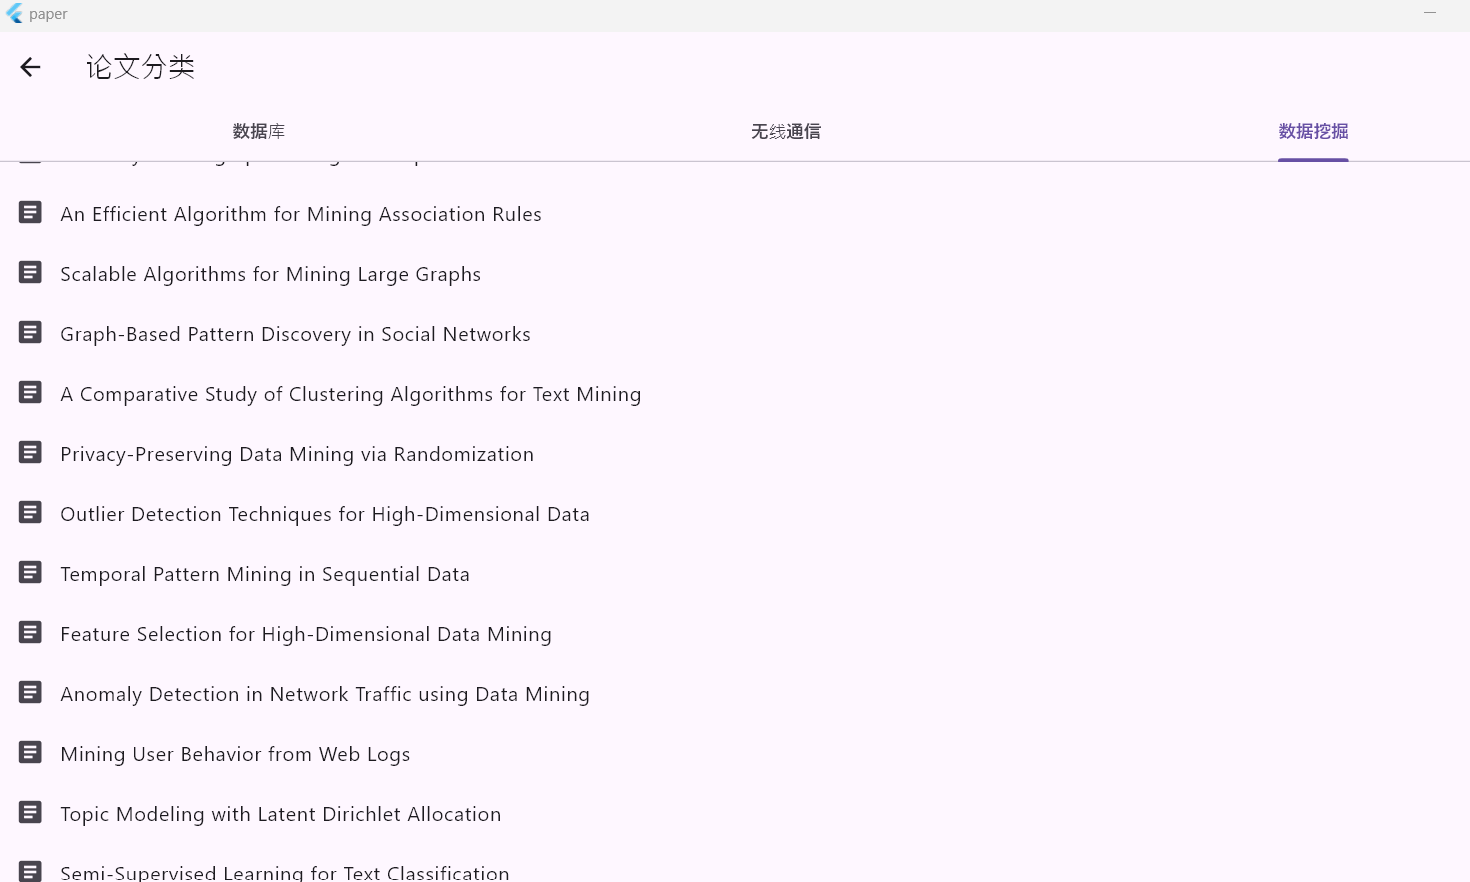 paper
论文分类
数据库
无线通信
数据挖掘
An Efficient Algorithm for Mining Association Rules
Scalable Algorithms for Mining Large Graphs
Graph-Based Pattern Discovery in Social Networks
A Comparative Study of Clustering Algorithms for Text Mining
Privacy-Preserving Data Mining via Randomization
Outlier Detection Techniques for High-Dimensional Data
Temporal Pattern Mining in Sequential Data
Feature Selection for High-Dimensional Data Mining
Anomaly Detection in Network Traffic using Data Mining
Mining User Behavior from Web Logs
Topic Modeling with Latent Dirichlet Allocation
Semi-Supervised Learning for Text Classification